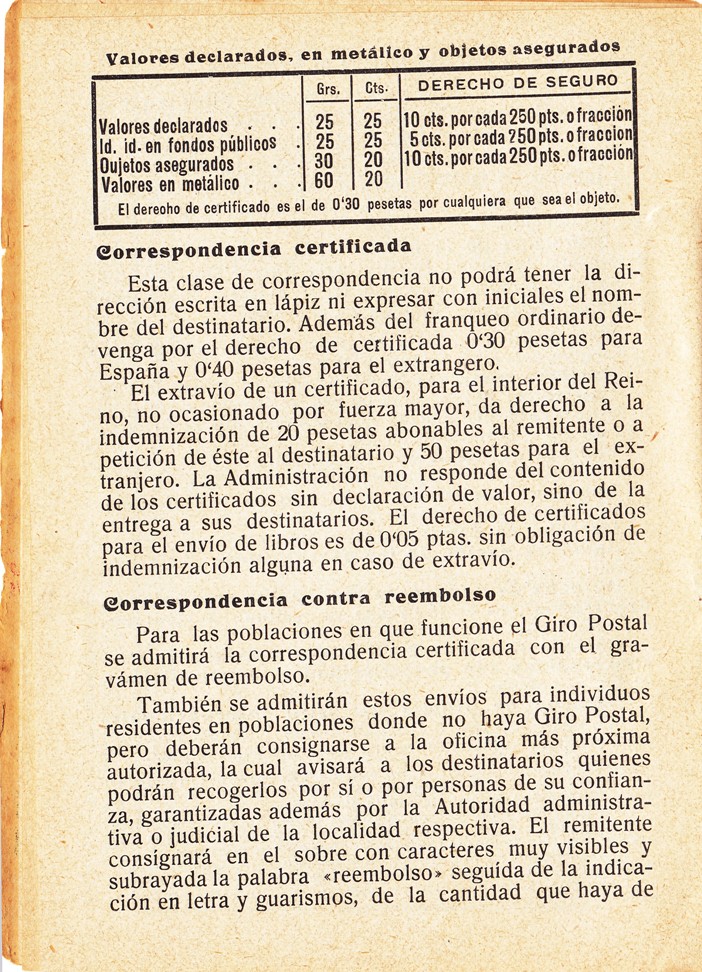 Valores declarados, en metálico y objetos asegurados
Grs. Cts. DERECHO DE SEGURO
Valores declarados . . . 25 25 10 cts. por cada 250 pts. o fracción
Id. id. en fondos públicos . 25 25 5 cts. por cada 250 pts. o fraccion
Oujetos asegurados . . . 30 20 10 cts. por cada 250 pts. o fracción
Valores en metálico . . . 60 20
El derecho de certificado es el de 0'30 pesetas por cualquiera que sea el objeto.
Correspondencia certificada
Esta clase de correspondencia no podrá tener la di-
rección escrita en lápiz ni expresar con iniciales el nom-
bre del destinatario. Además del franqueo ordinario de-
venga por el derecho de certificada 0'30 pesetas para
España y 0'40 pesetas para el extrangero.
El extravío de un certificado, para el interior del Rei-
no, no ocasionado por fuerza mayor, da derecho a la
indemnización de 20 pesetas abonables al remitente o a
petición de éste al destinatario y 50 pesetas para el ex-
tranjero. La Administración no responde del contenido
de los certificados sin declaración de valor, sino de la
entrega a sus destinatarios. El derecho de certificados
para el envío de libros es de 0'05 ptas. sin obligación de
indemnización alguna en caso de extravío.
Correspondencia contra reembolso
Para las poblaciones en que funcione el Giro Postal
se admitirá la correspondencia certificada con el gra-
vámen de reembolso.
También se admitirán estos envíos para individuos
residentes en poblaciones donde no haya Giro Postal,
pero deberán consignarse a la oficina más próxima
autorizada, la cual avisará a los destinatarios quienes
podrán recogerlos por sí o por personas de su confian-
za, garantizadas además por la Autoridad administra-
tiva o judicial de la localidad respectiva. El remitente
consignará en el sobre con caracteres muy visibles y
subrayada la palabra «reembolso» seguída de la indica-
ción en letra y guarismos, de la cantidad que haya de